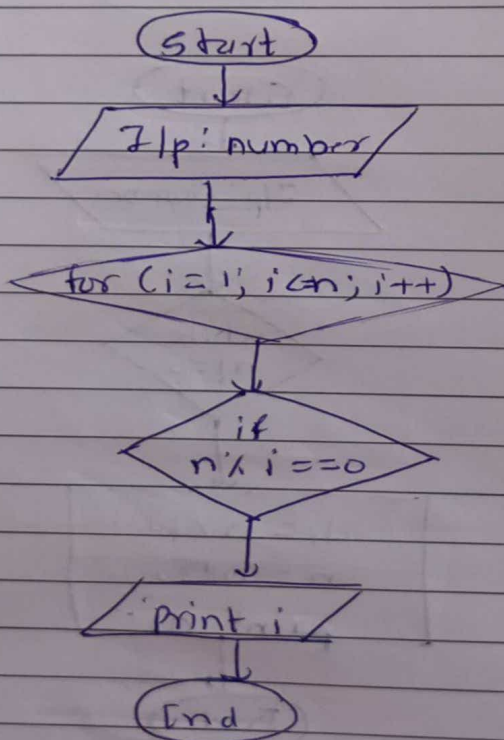 Start
I/p: number
for (i = 1; i <= n; i++)
if
n % i == 0
print i
End